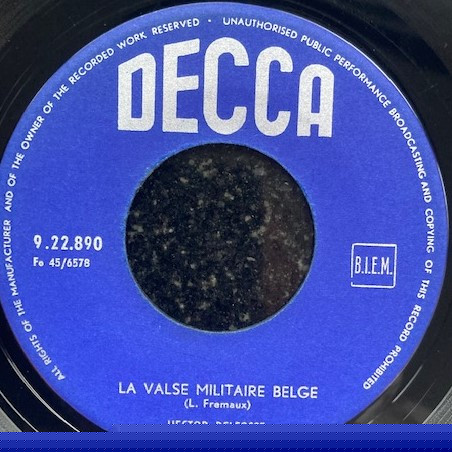 ALL RIGHTS OF THE MANUFACTURER AND OF THE OWNER OF THE RECORDED WORK RESERVED • UNAUTHORISED PUBLIC PERFORMANCE BROADCASTING AND COPYING OF THIS RECORD PROHIBITED
DECCA
9.22.890
Fo 45/6578
B.I.E.M.
LA VALSE MILITAIRE BELGE
(L. Fremaux)
HECTOR